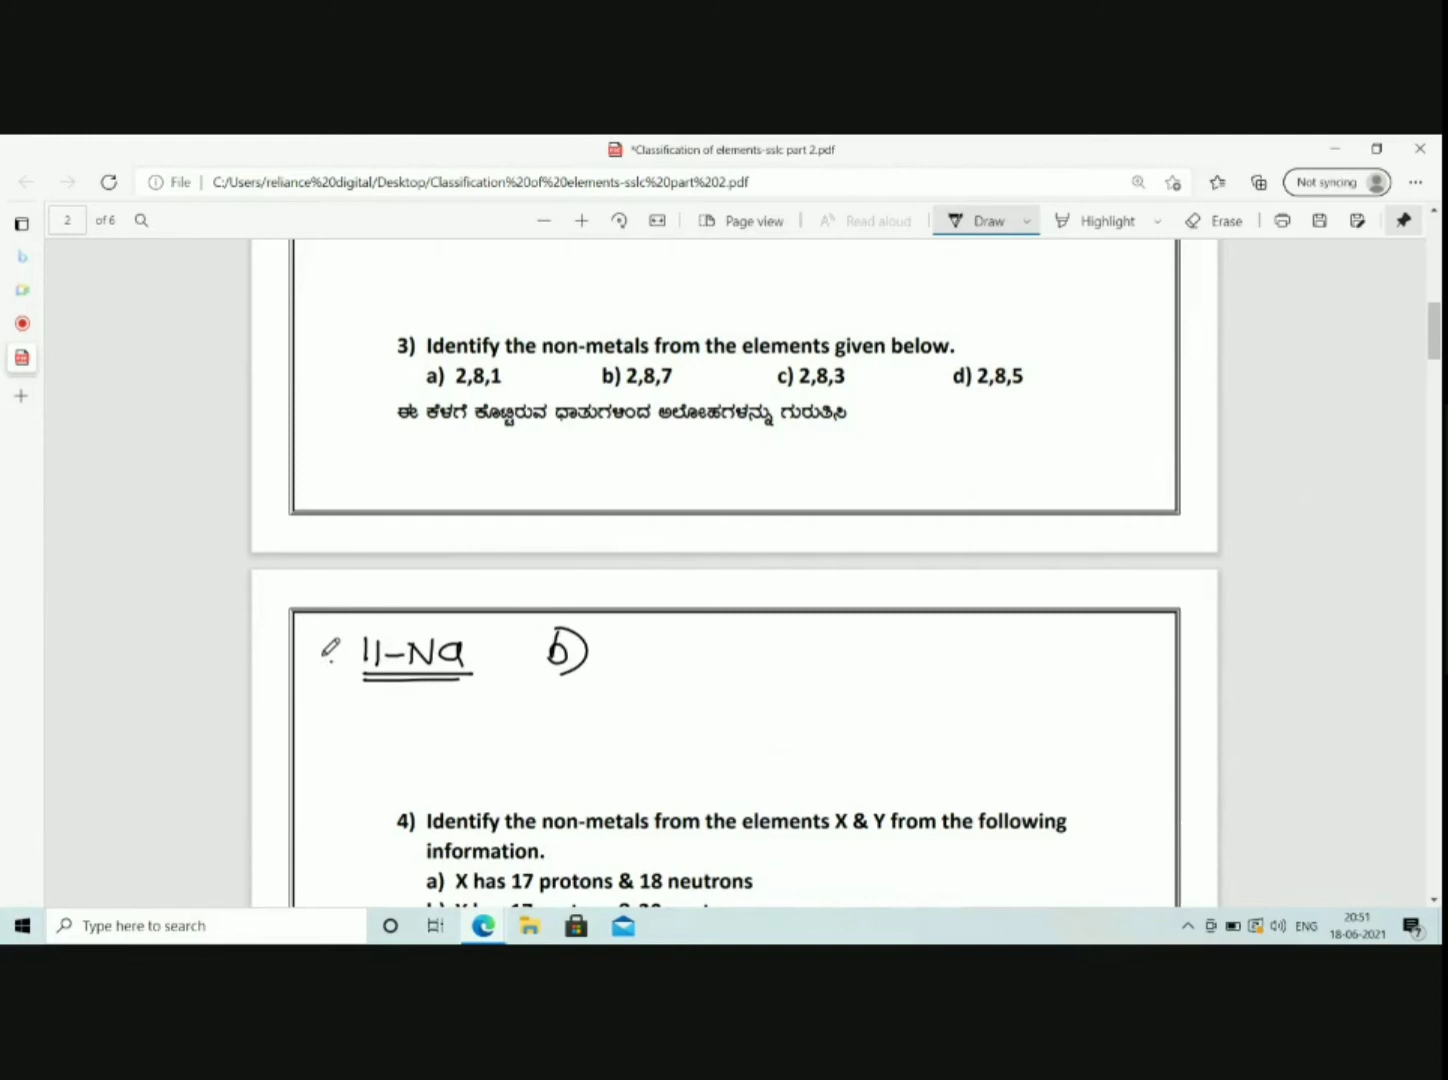 *Classification of elements-sslc part 2.pdf
File | C:/Users/reliance%20digital/Desktop/Classification%20of%20elements-sslc%20part%202.pdf
Not syncing
2 of 6
Page view
Read aloud
Draw
Highlight
Erase
3) Identify the non-metals from the elements given below.
a) 2,8,1 b) 2,8,7 c) 2,8,3 d) 2,8,5
ಈ ಕೆಳಗೆ ಕೊಟ್ಟಿರುವ ಧಾತುಗಳಿಂದ ಅಲೋಹಗಳನ್ನು ಗುರುತಿಸಿ
11-Na b)
4) Identify the non-metals from the elements X & Y from the following
information.
a) X has 17 protons & 18 neutrons
Type here to search
ENG
20:51
18-06-2021
7